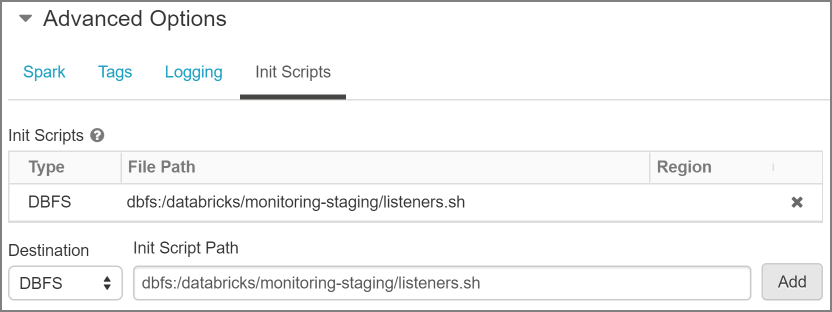 Advanced Options
Spark Tags Logging Init Scripts
Init Scripts ?
Type File Path Region
DBFS dbfs:/databricks/monitoring-staging/listeners.sh
Destination Init Script Path
DBFS dbfs:/databricks/monitoring-staging/listeners.sh Add